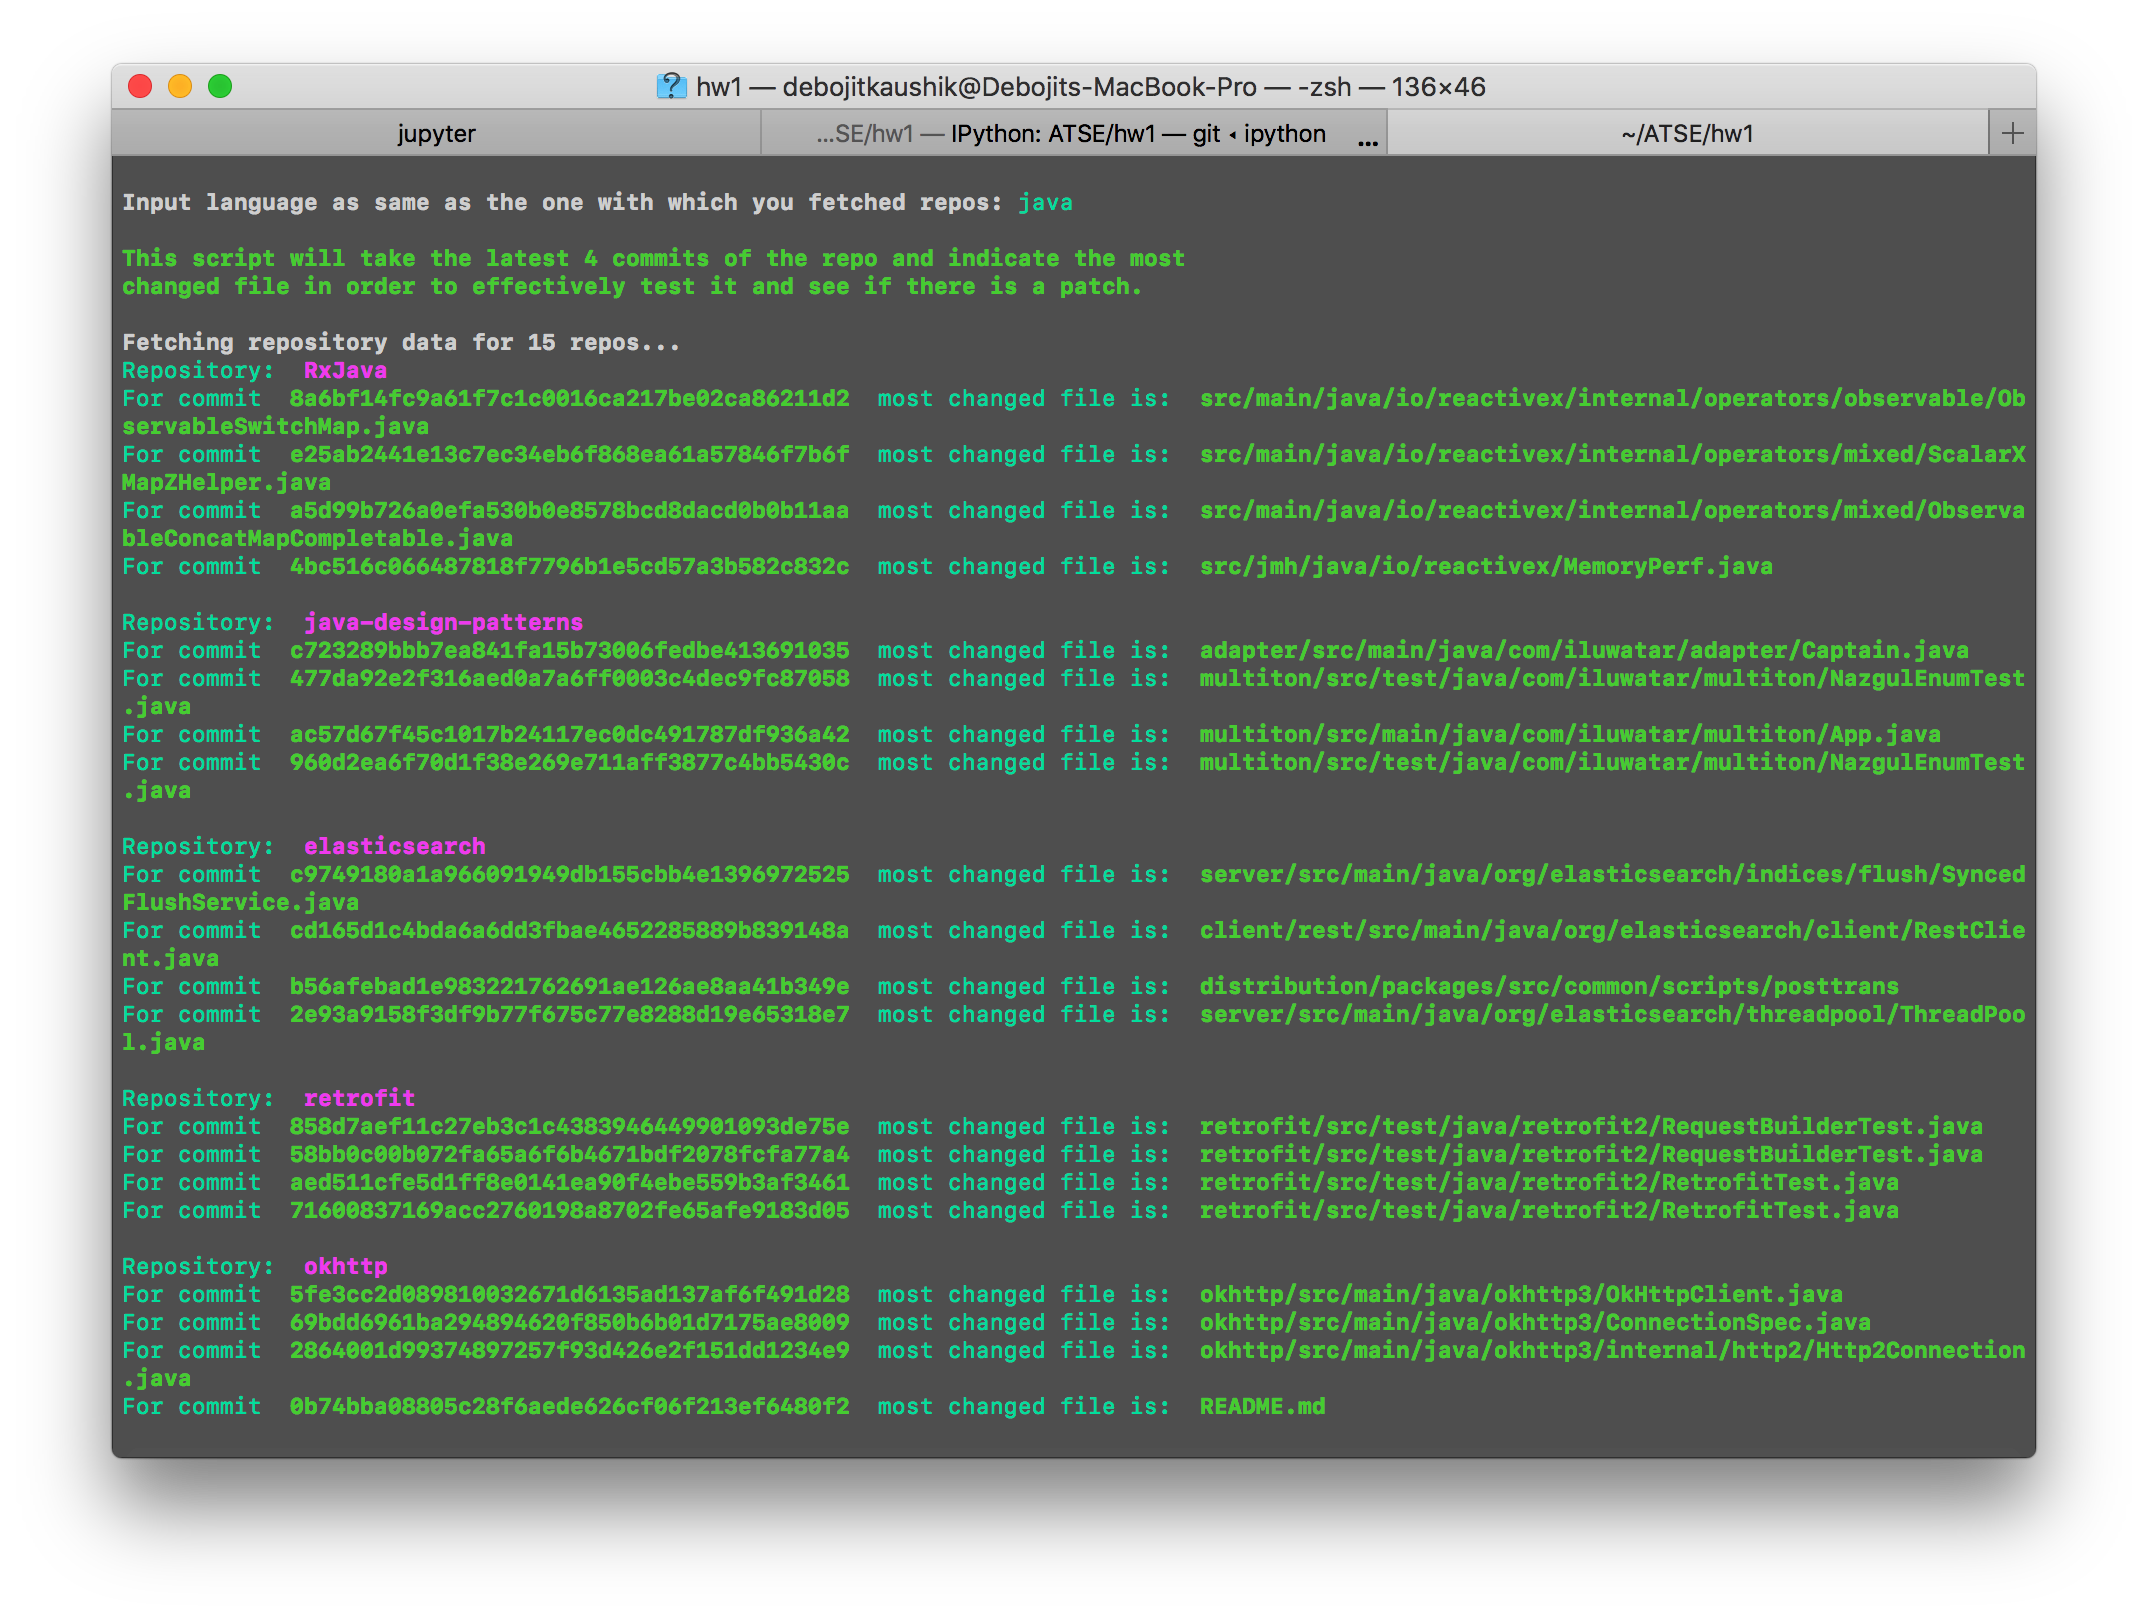 hw1 — debojitkaushik@Debojits-MacBook-Pro — -zsh — 136×46
jupyter
...SE/hw1 — IPython: ATSE/hw1 — git ◂ ipython ...
~/ATSE/hw1
Input language as same as the one with which you fetched repos: java
This script will take the latest 4 commits of the repo and indicate the most
changed file in order to effectively test it and see if there is a patch.
Fetching repository data for 15 repos...
Repository:  RxJava
For commit  8a6bf14fc9a61f7c1c0016ca217be02ca86211d2  most changed file is:  src/main/java/io/reactivex/internal/operators/observable/Ob
servableSwitchMap.java
For commit  e25ab2441e13c7ec34eb6f868ea61a57846f7b6f  most changed file is:  src/main/java/io/reactivex/internal/operators/mixed/ScalarX
MapZHelper.java
For commit  a5d99b726a0efa530b0e8578bcd8dacd0b0b11aa  most changed file is:  src/main/java/io/reactivex/internal/operators/mixed/Observa
bleConcatMapCompletable.java
For commit  4bc516c066487818f7796b1e5cd57a3b582c832c  most changed file is:  src/jmh/java/io/reactivex/MemoryPerf.java
Repository:  java-design-patterns
For commit  c723289bbb7ea841fa15b73006fedbe413691035  most changed file is:  adapter/src/main/java/com/iluwatar/adapter/Captain.java
For commit  477da92e2f316aed0a7a6ff0003c4dec9fc87058  most changed file is:  multiton/src/test/java/com/iluwatar/multiton/NazgulEnumTest
.java
For commit  ac57d67f45c1017b24117ec0dc491787df936a42  most changed file is:  multiton/src/main/java/com/iluwatar/multiton/App.java
For commit  960d2ea6f70d1f38e269e711aff3877c4bb5430c  most changed file is:  multiton/src/test/java/com/iluwatar/multiton/NazgulEnumTest
.java
Repository:  elasticsearch
For commit  c9749180a1a966091949db155cbb4e1396972525  most changed file is:  server/src/main/java/org/elasticsearch/indices/flush/Synced
FlushService.java
For commit  cd165d1c4bda6a6dd3fbae4652285889b839148a  most changed file is:  client/rest/src/main/java/org/elasticsearch/client/RestClie
nt.java
For commit  b56afebad1e983221762691ae126ae8aa41b349e  most changed file is:  distribution/packages/src/common/scripts/posttrans
For commit  2e93a9158f3df9b77f675c77e8288d19e65318e7  most changed file is:  server/src/main/java/org/elasticsearch/threadpool/ThreadPoo
l.java
Repository:  retrofit
For commit  858d7aef11c27eb3c1c4383946449901093de75e  most changed file is:  retrofit/src/test/java/retrofit2/RequestBuilderTest.java
For commit  58bb0c00b072fa65a6f6b4671bdf2078fcfa77a4  most changed file is:  retrofit/src/test/java/retrofit2/RequestBuilderTest.java
For commit  aed511cfe5d1ff8e0141ea90f4ebe559b3af3461  most changed file is:  retrofit/src/test/java/retrofit2/RetrofitTest.java
For commit  71600837169acc2760198a8702fe65afe9183d05  most changed file is:  retrofit/src/test/java/retrofit2/RetrofitTest.java
Repository:  okhttp
For commit  5fe3cc2d089810032671d6135ad137af6f491d28  most changed file is:  okhttp/src/main/java/okhttp3/OkHttpClient.java
For commit  69bdd6961ba294894620f850b6b01d7175ae8009  most changed file is:  okhttp/src/main/java/okhttp3/ConnectionSpec.java
For commit  2864001d99374897257f93d426e2f151dd1234e9  most changed file is:  okhttp/src/main/java/okhttp3/internal/http2/Http2Connection
.java
For commit  0b74bba08805c28f6aede626cf06f213ef6480f2  most changed file is:  README.md